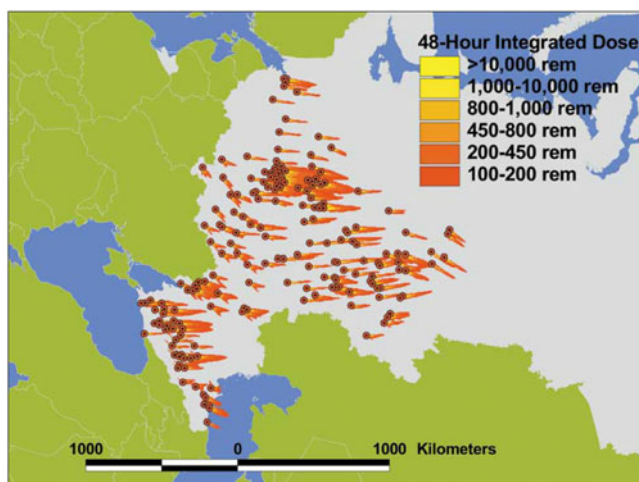 48-Hour Integrated Dose
>10,000 rem
1,000-10,000 rem
800-1,000 rem
450-800 rem
200-450 rem
100-200 rem
1000 0 1000 Kilometers